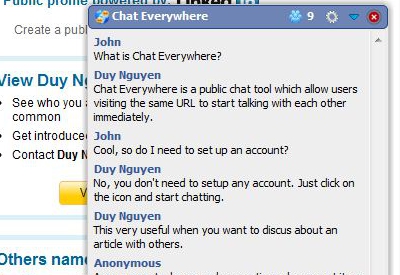 Public profile powered by:
Create a publ
View Duy Ng
See who you a
common
Get introduce
Contact Duy N
V
Others name
Chat Everywhere
9
John
What is Chat Everywhere?
Duy Nguyen
Chat Everywhere is a public chat tool which allow users
visiting the same URL to start talking with each other
immediately.
John
Cool, so do I need to set up an account?
Duy Nguyen
No, you don't need to setup any account. Just click on
the icon and start chatting.
Duy Nguyen
This very useful when you want to discus about an
article with others.
Anonymous